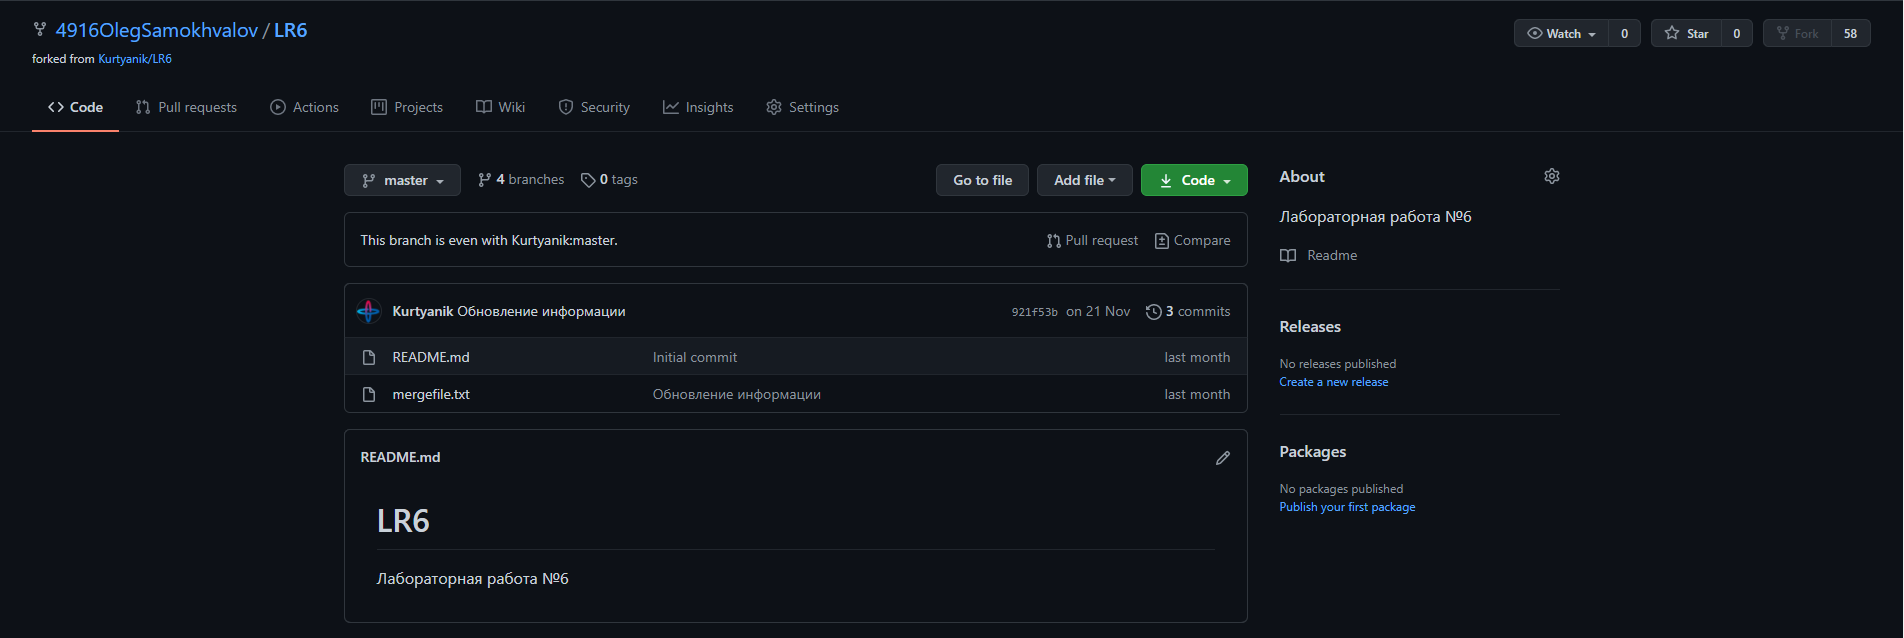 4916OlegSamokhvalov / LR6
Watch 0 Star 0 Fork 58
forked from Kurtyanik/LR6
Code Pull requests Actions Projects Wiki Security Insights Settings
master 4 branches 0 tags Go to file Add file Code
This branch is even with Kurtyanik:master. Pull request Compare
Kurtyanik Обновление информации 921f53b on 21 Nov 3 commits
README.md Initial commit last month
mergefile.txt Обновление информации last month
README.md
LR6
Лабораторная работа №6
About
Лабораторная работа №6
Readme
Releases
No releases published
Create a new release
Packages
No packages published
Publish your first package